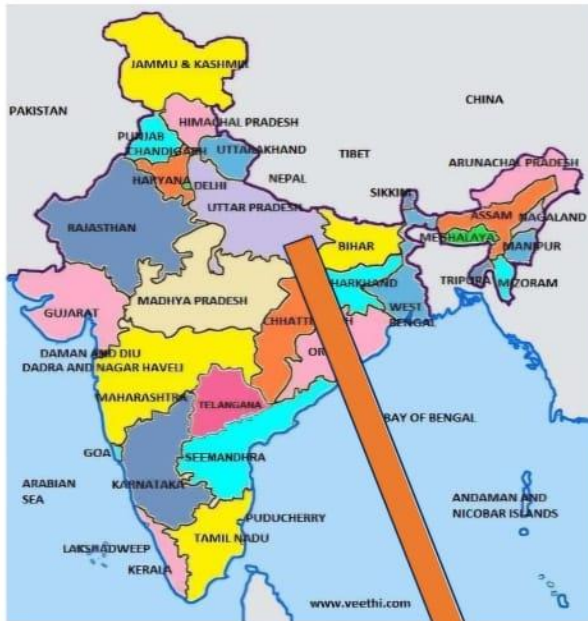 JAMMU & KASHMIR
PAKISTAN
CHINA
HIMACHAL PRADESH
PUNJAB
CHANDIGARH
UTTARAKHAND
TIBET
ARUNACHAL PRADESH
HARYANA
DELHI
NEPAL
SIKKIM
UTTAR PRADESH
ASSAM
NAGALAND
RAJASTHAN
BIHAR
MEGHALAYA
MANIPUR
TRIPURA
MIZORAM
GUJARAT
MADHYA PRADESH
HARKHAND
WEST
BENGAL
CHHATTI H
OR
DAMAN AND DIU
DADRA AND NAGAR HAVELI
MAHARASHTRA
TELANGANA
BAY OF BENGAL
GOA
SEEMANDHRA
ARABIAN
SEA
KARNATAKA
ANDAMAN AND
NICOBAR ISLANDS
PUDUCHERRY
TAMIL NADU
LAKSHADWEEP
KERALA
www.veethi.com